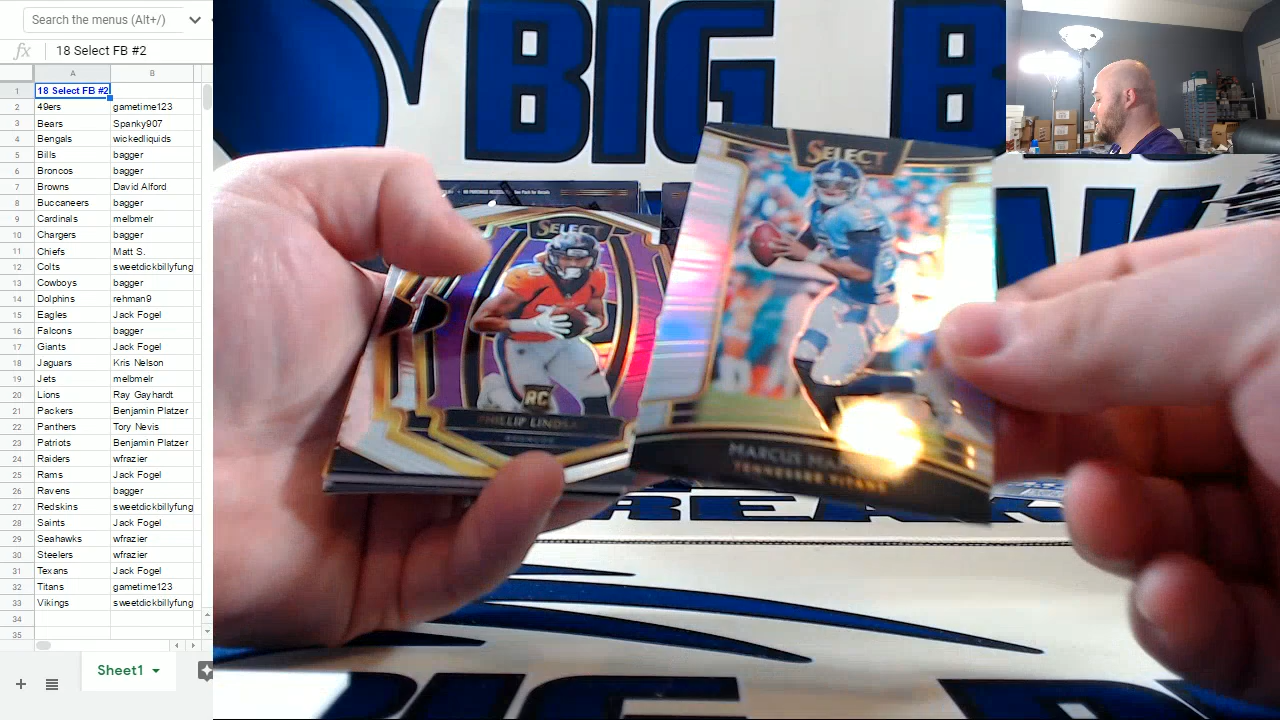 Search the menus (Alt+/)
fx 18 Select FB #2
A B
1 18 Select FB #2
2 49ers gametime123
3 Bears Spanky907
4 Bengals wickedliquids
5 Bills bagger
6 Broncos bagger
7 Browns David Alford
8 Buccaneers bagger
9 Cardinals melbmelr
10 Chargers bagger
11 Chiefs Matt S.
12 Colts sweetdickbillyfung
13 Cowboys bagger
14 Dolphins rehman9
15 Eagles Jack Fogel
16 Falcons bagger
17 Giants Jack Fogel
18 Jaguars Kris Nelson
19 Jets melbmelr
20 Lions Ray Gayhardt
21 Packers Benjamin Platzer
22 Panthers Tory Nevis
23 Patriots Benjamin Platzer
24 Raiders wfrazier
25 Rams Jack Fogel
26 Ravens bagger
27 Redskins sweetdickbillyfung
28 Saints Jack Fogel
29 Seahawks wfrazier
30 Steelers wfrazier
31 Texans Jack Fogel
32 Titans gametime123
33 Vikings sweetdickbillyfung
34
35
Sheet1
BIG B
SELECT
SELECT
RC
PHILLIP LINDSA
BRONCOS
MARCUS MA
TENNESSEE TITANS
REAK
BIG